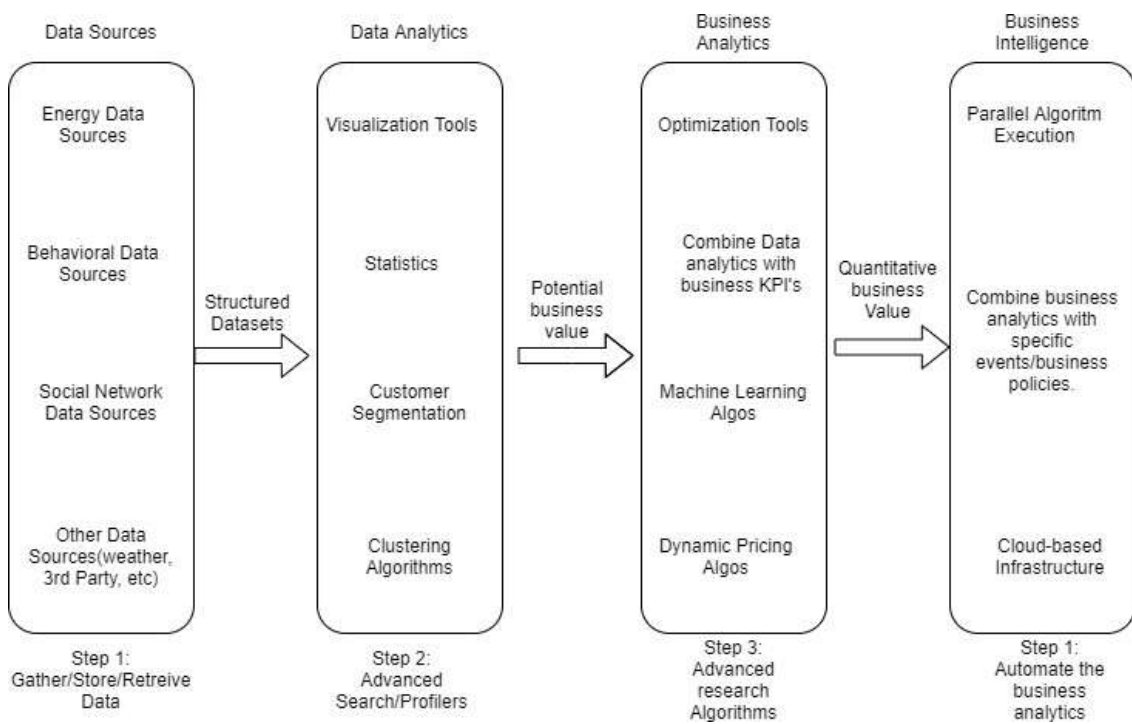 Data Sources
Energy Data
Sources
Behavioral Data
Sources
Social Network
Data Sources
Other Data
Sources(weather,
3rd Party, etc)
Step 1:
Gather/Store/Retreive
Data
Structured
Datasets
Data Analytics
Visualization Tools
Statistics
Customer
Segmentation
Clustering
Algorithms
Step 2:
Advanced
Search/Profilers
Potential
business
value
Business
Analytics
Optimization Tools
Combine Data
analytics with
business KPI's
Machine Learning
Algos
Dynamic Pricing
Algos
Step 3:
Advanced
research
Algorithms
Quantitative
business
Value
Business
Intelligence
Parallel Algoritm
Execution
Combine business
analytics with
specific
events/business
policies.
Cloud-based
Infrastructure
Step 1:
Automate the
business
analytics